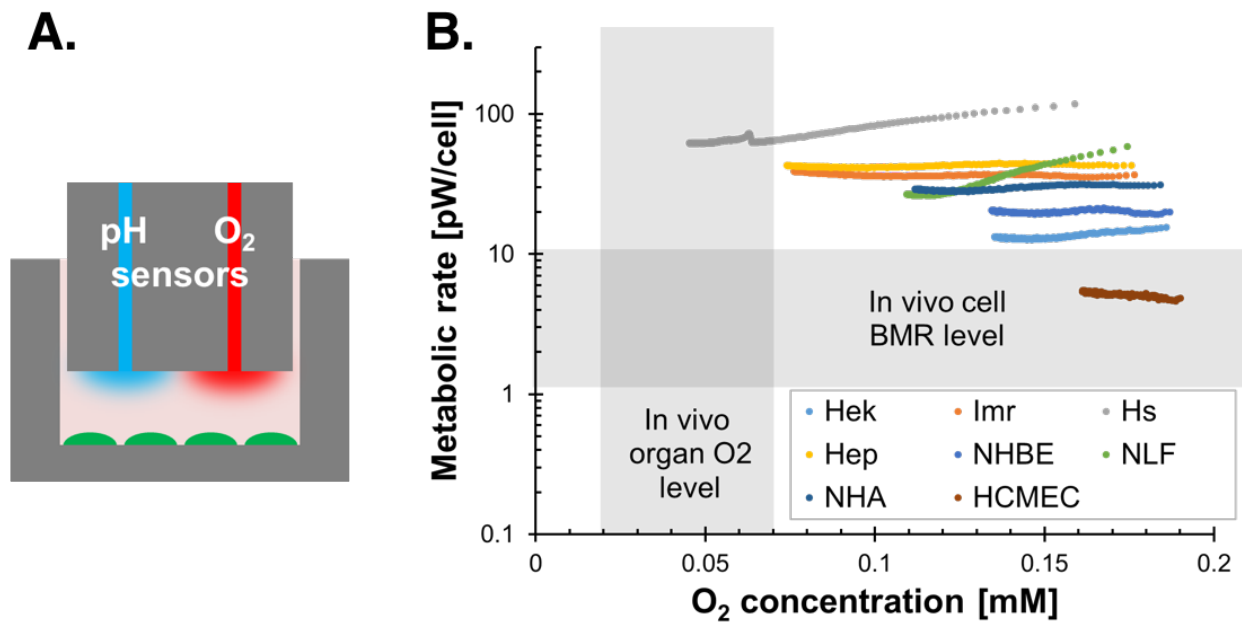 A.
pH
O₂
sensors
B.
Metabolic rate [pW/cell]
100
10
1
0.1
0
0.05
0.1
0.15
0.2
O₂ concentration [mM]
In vivo
organ O2
level
In vivo cell
BMR level
Hek
Imr
Hs
Hep
NHBE
NLF
NHA
HCMEC